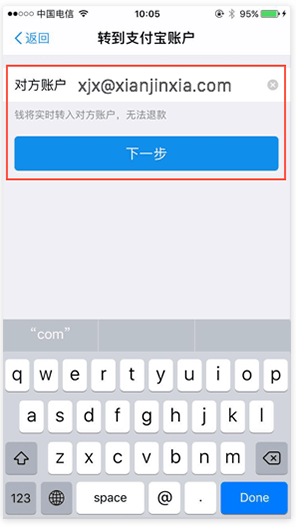 中国电信 10:05 95%
返回 转到支付宝账户
对方账户 xjx@xianjinxia.com
钱将实时转入对方账户，无法退款
下一步
“com”
q w e r t y u i o p
a s d f g h j k l
z x c v b n m
123 space @ . Done